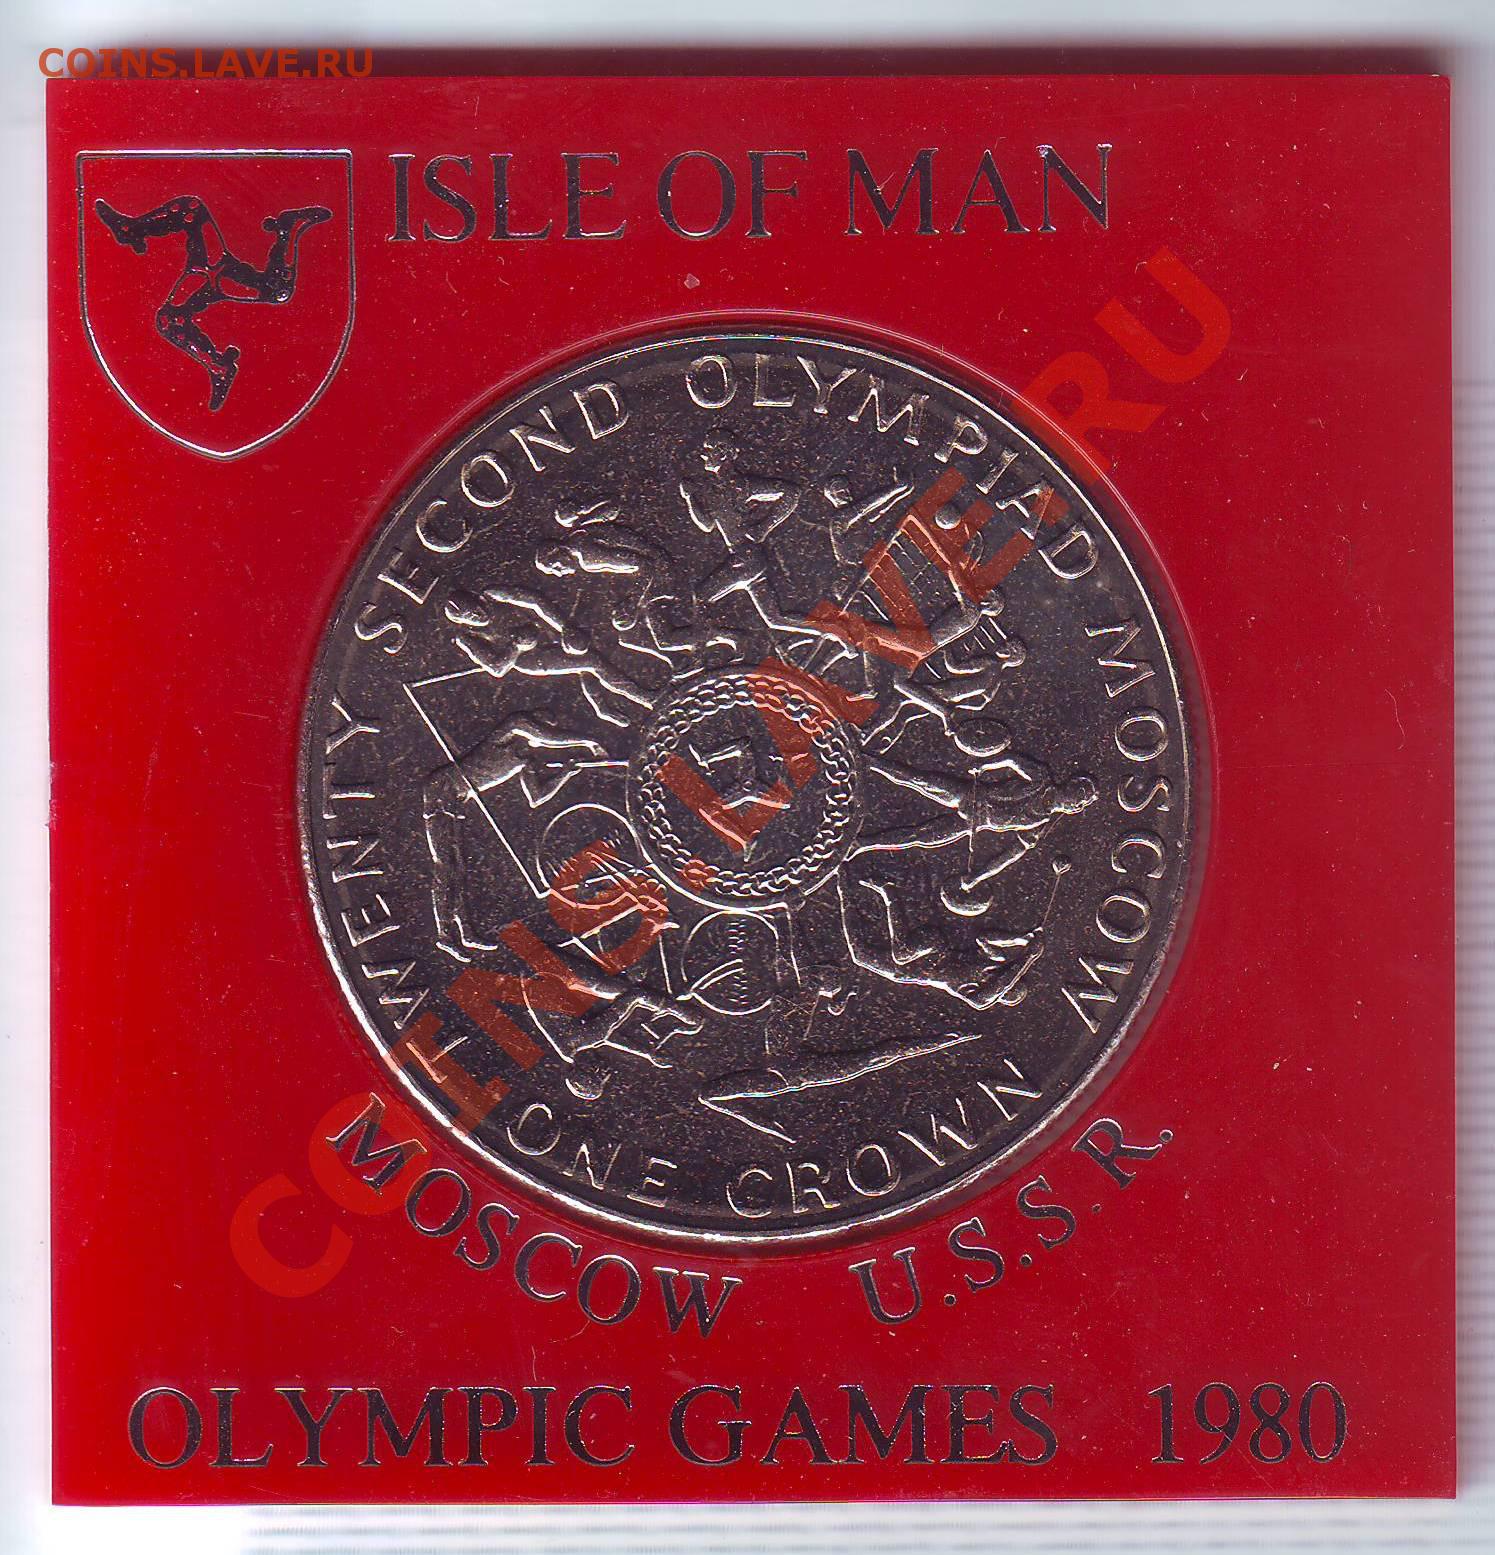 COINS.LAVE.RU
ISLE OF MAN
TWENTY SECOND OLYMPIAD MOSCOW
ONE CROWN
COINS.LAVE.RU
MOSCOW U.S.S.R.
OLYMPIC GAMES 1980